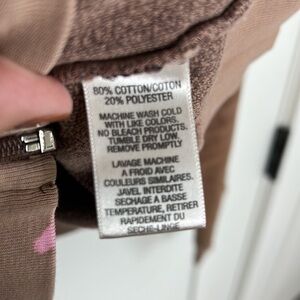 80% COTTON/COTON
20% POLYESTER
MACHINE WASH COLD
WITH LIKE COLORS.
NO BLEACH PRODUCTS.
TUMBLE DRY LOW.
REMOVE PROMPTLY
LAVAGE MACHINE
A FROID AVEC
COULEURS SIMILAIRES.
JAVEL INTERDITE
SECHAGE A BASSE
TEMPERATURE, RETIRER
RAPIDEMENT DU
SECHE-LINGE